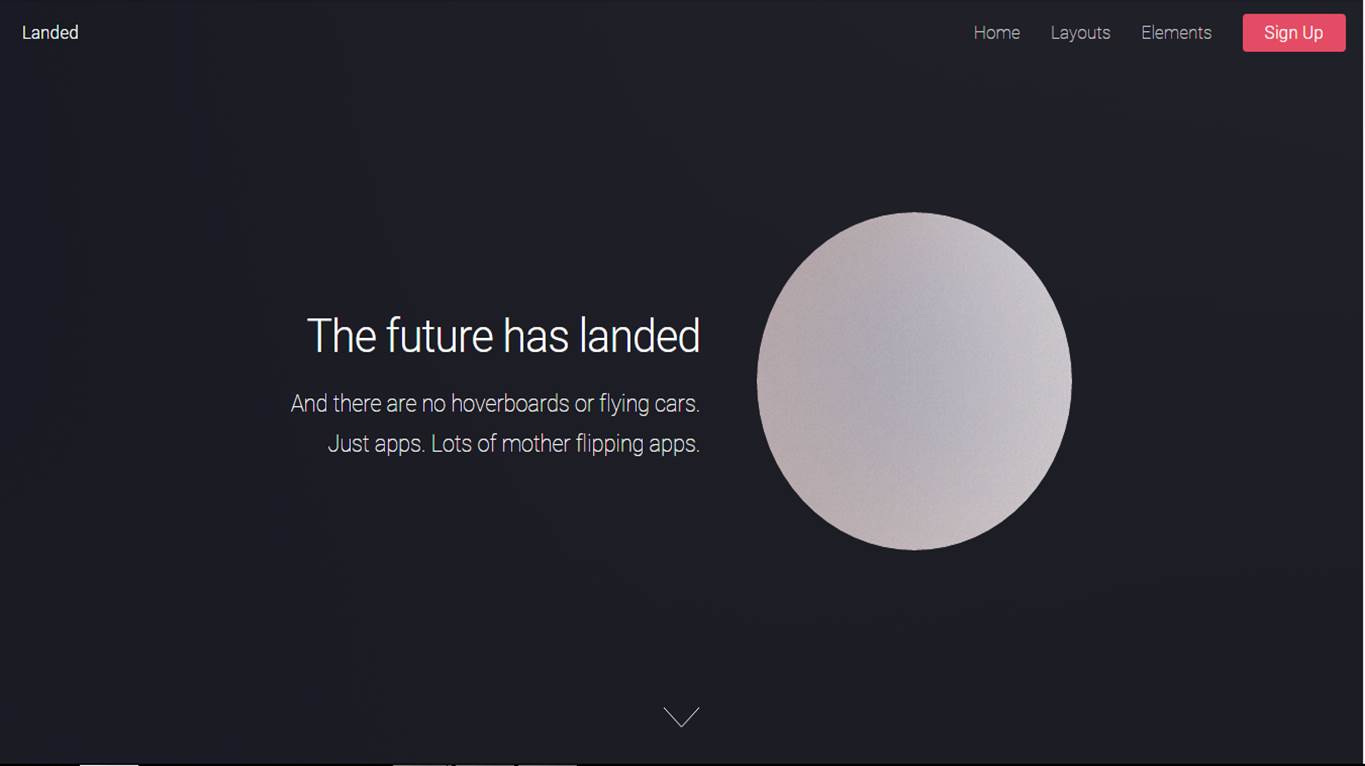 Landed
Home Layouts Elements Sign Up
The future has landed
And there are no hoverboards or flying cars.
Just apps. Lots of mother flipping apps.